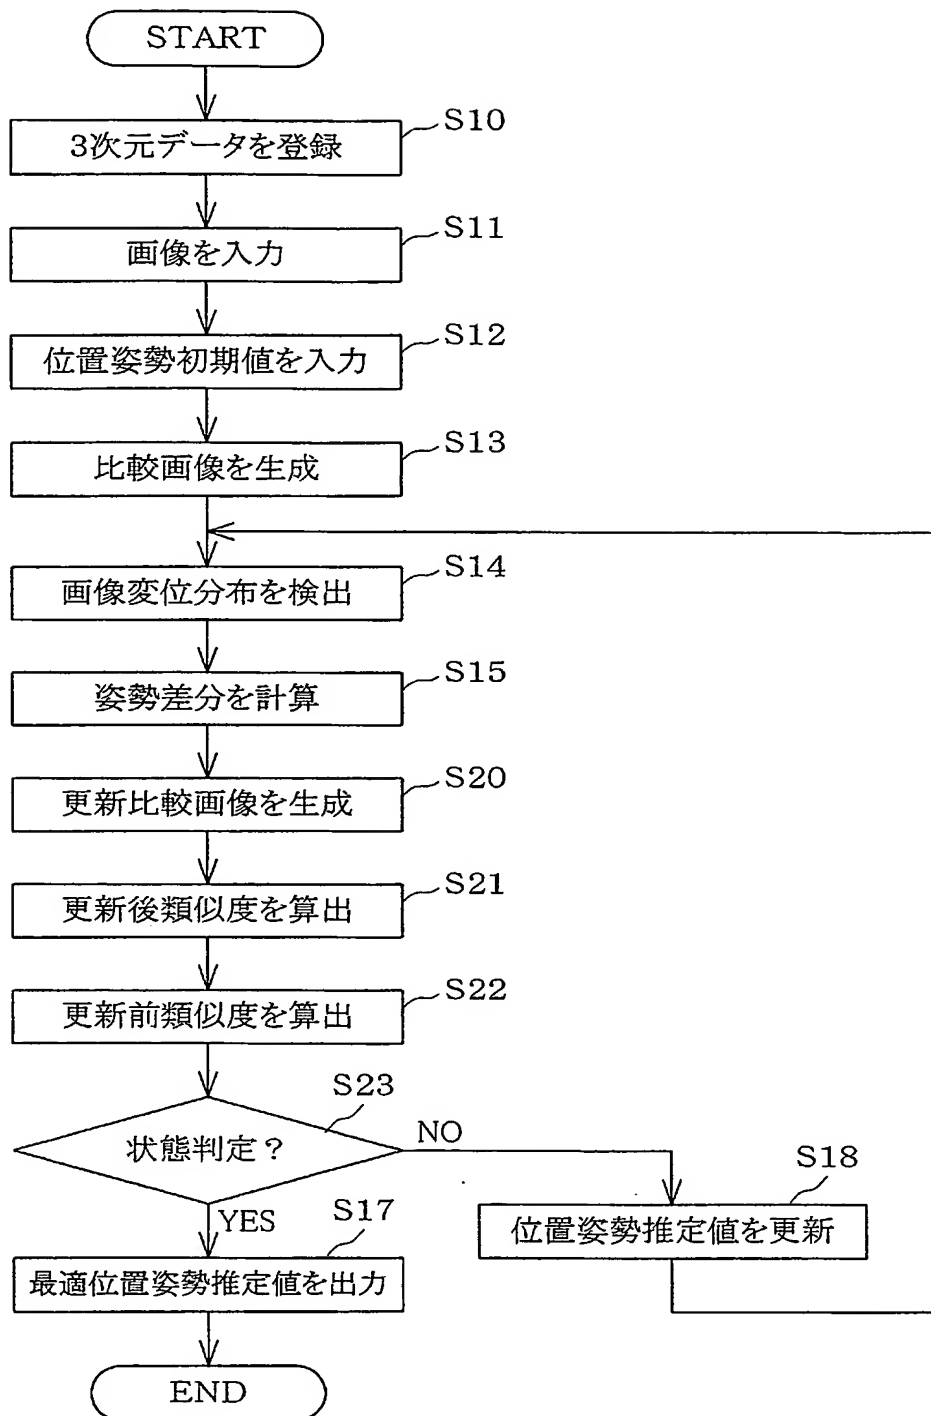 START
S10
3次元データを登録
S11
画像を入力
S12
位置姿勢初期値を入力
S13
比較画像を生成
S14
画像変位分布を検出
S15
姿勢差分を計算
S20
更新比較画像を生成
S21
更新後類似度を算出
S22
更新前類似度を算出
S23
状態判定？
NO
S18
位置姿勢推定値を更新
YES
S17
最適位置姿勢推定値を出力
END